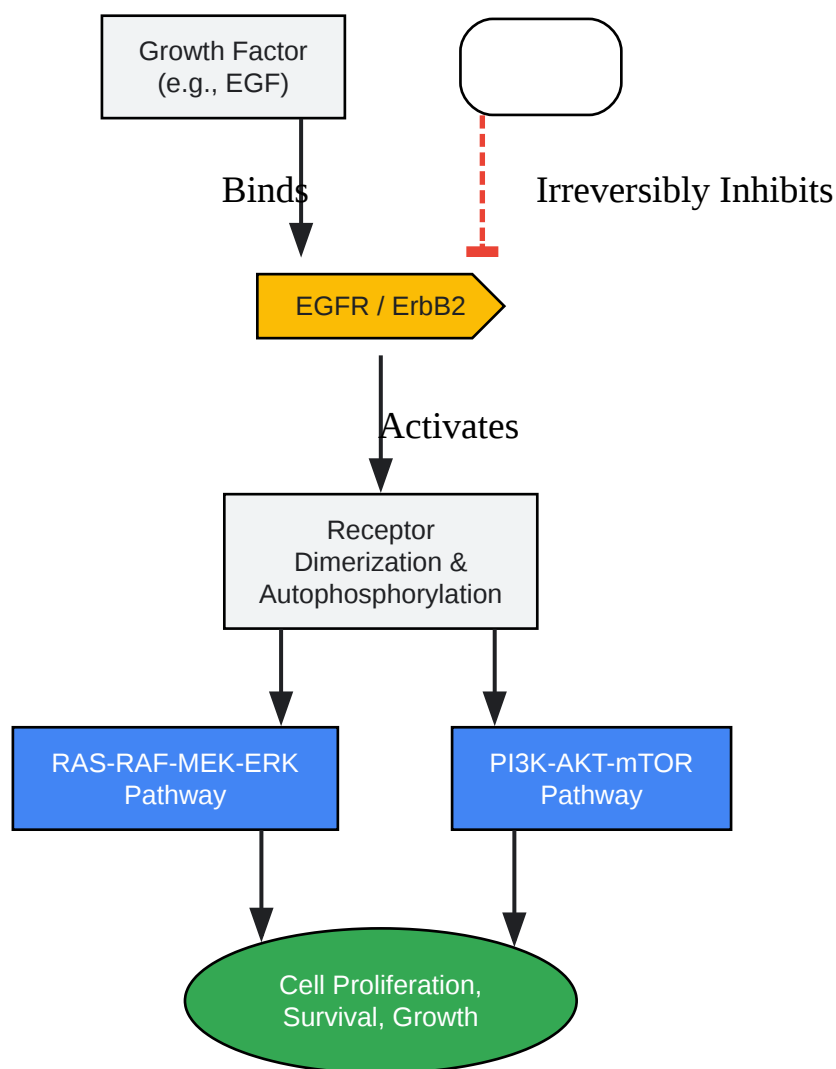 Growth Factor
(e.g., EGF)
Binds
Irreversibly Inhibits
EGFR / ErbB2
Activates
Receptor
Dimerization &
Autophosphorylation
RAS-RAF-MEK-ERK
Pathway
PI3K-AKT-mTOR
Pathway
Cell Proliferation,
Survival, Growth